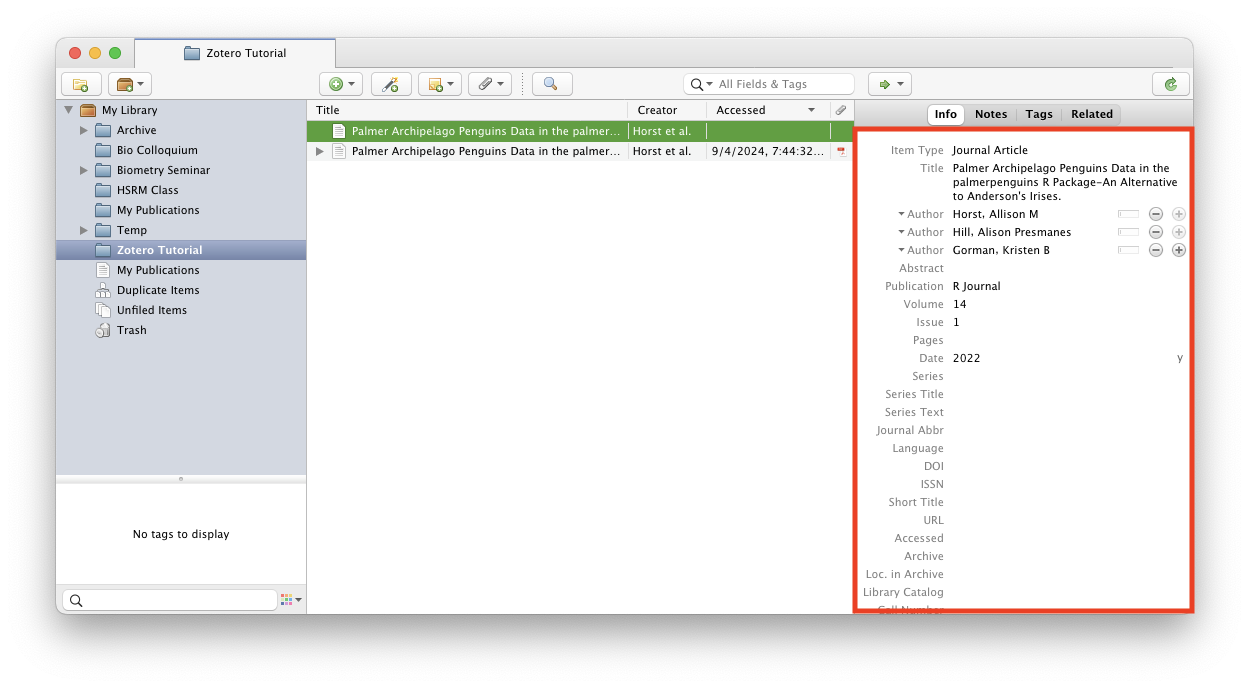 Zotero Tutorial
All Fields & Tags
My Library
Archive
Bio Colloquium
Biometry Seminar
HSRM Class
My Publications
Temp
Zotero Tutorial
My Publications
Duplicate Items
Unfiled Items
Trash
No tags to display
Title Creator Accessed
Palmer Archipelago Penguins Data in the palmer... Horst et al.
Palmer Archipelago Penguins Data in the palmer... Horst et al. 9/4/2024, 7:44:32...
Info Notes Tags Related
Item Type Journal Article
Title Palmer Archipelago Penguins Data in the
palmerpenguins R Package-An Alternative
to Anderson's Irises.
Author Horst, Allison M
Author Hill, Alison Presmanes
Author Gorman, Kristen B
Abstract
Publication R Journal
Volume 14
Issue 1
Pages
Date 2022 y
Series
Series Title
Series Text
Journal Abbr
Language
DOI
ISSN
Short Title
URL
Accessed
Archive
Loc. in Archive
Library Catalog
Call Number